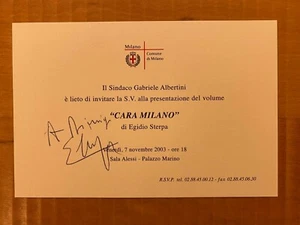 Milano
Comune
di Milano
Il Sindaco Gabriele Albertini
è lieto di invitare la S.V. alla presentazione del volume
"CARA MILANO"
di Egidio Sterpa
Venerdì, 7 novembre 2003 - ore 18
Sala Alessi - Palazzo Marino
R.S.V.P. tel. 02.88.45.00.12 - fax 02.88.45.06.30